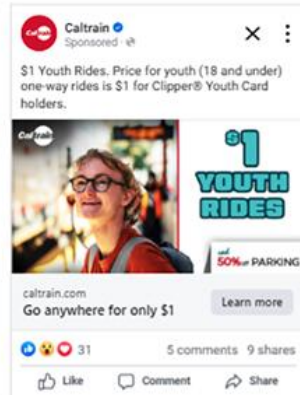 Caltrain
Caltrain
Sponsored
$1 Youth Rides. Price for youth (18 and under)
one-way rides is $1 for Clipper® Youth Card
holders.
Caltrain
$1
YOUTH
RIDES
and
50% off PARKING
caltrain.com
Go anywhere for only $1
Learn more
31
5 comments 9 shares
Like
Comment
Share